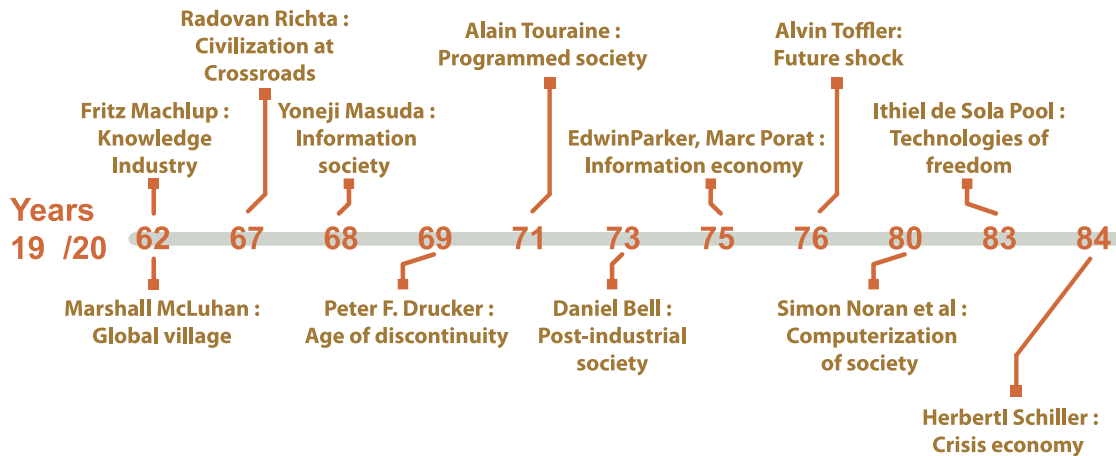 Radovan Richta :
Civilization at
Crossroads
Alain Touraine :
Programmed society
Alvin Toffler:
Future shock
Fritz Machlup :
Knowledge
Industry
Yoneji Masuda :
Information
society
EdwinParker, Marc Porat :
Information economy
Ithiel de Sola Pool :
Technologies of
freedom
Years
19 /20
62 67 68 69 71 73 75 76 80 83 84
Marshall McLuhan :
Global village
Peter F. Drucker :
Age of discontinuity
Daniel Bell :
Post-industrial
society
Simon Noran et al :
Computerization
of society
Herbertl Schiller :
Crisis economy